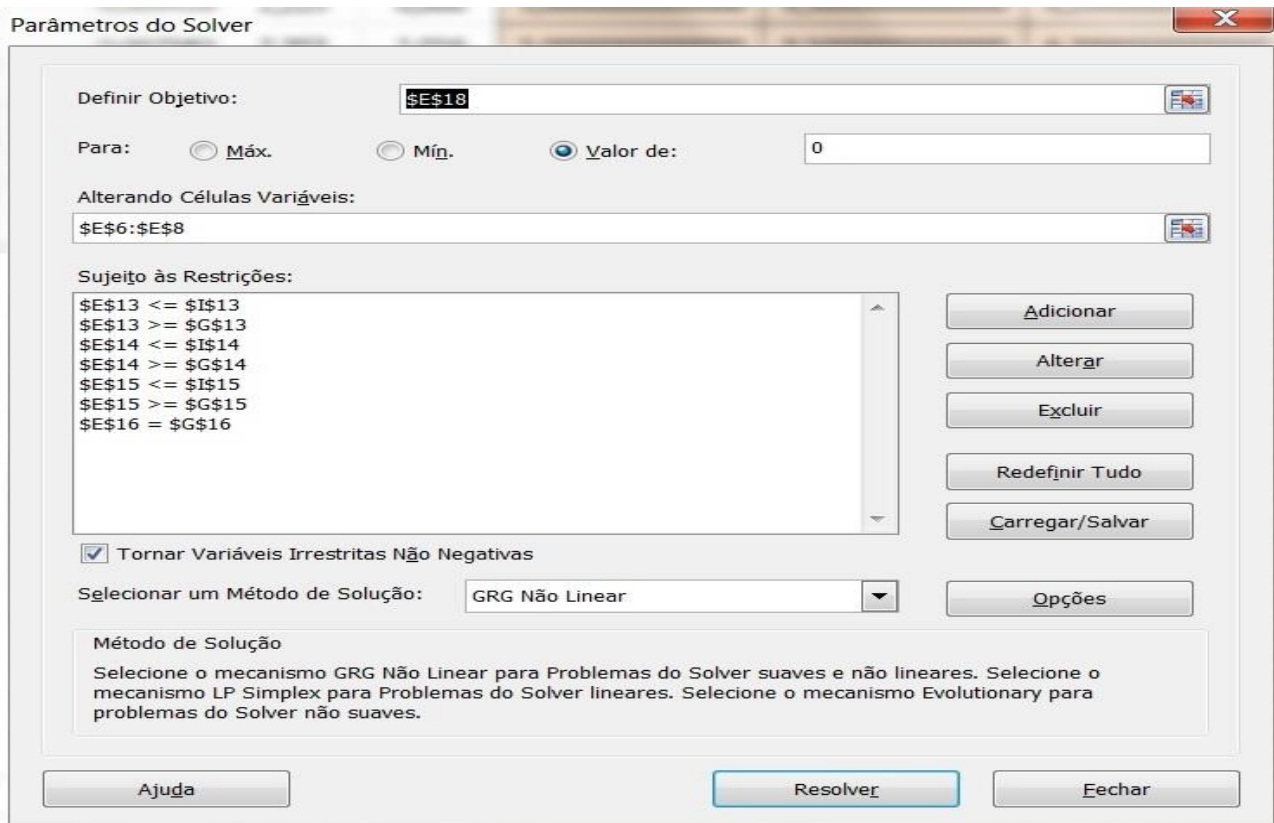 Parâmetros do Solver
Definir Objetivo: $E$18
Para: Máx. Mín. Valor de: 0
Alterando Células Variáveis:
$E$6:$E$8
Sujeito às Restrições:
$E$13 <= $I$13
$E$13 >= $G$13
$E$14 <= $I$14
$E$14 >= $G$14
$E$15 <= $I$15
$E$15 >= $G$15
$E$16 = $G$16
Adicionar
Alterar
Excluir
Redefinir Tudo
Carregar/Salvar
Tornar Variáveis Irrestritas Não Negativas
Selecionar um Método de Solução: GRG Não Linear
Opções
Método de Solução
Selecione o mecanismo GRG Não Linear para Problemas do Solver suaves e não lineares. Selecione o
mecanismo LP Simplex para Problemas do Solver lineares. Selecione o mecanismo Evolutionary para
problemas do Solver não suaves.
Ajuda Resolver Fechar